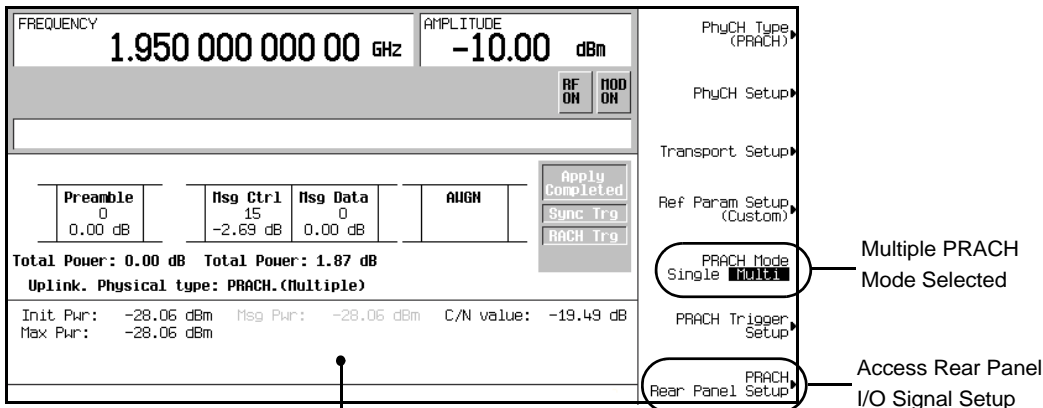 FREQUENCY
1.950 000 000 00 GHz
AMPLITUDE
-10.00 dBm
RF ON
MOD ON
Preamble
0
0.00 dB
Msg Ctrl
15
-2.69 dB
Msg Data
0
0.00 dB
AWGN
Apply Completed
Sync Trg
RACH Trg
Total Power: 0.00 dB Total Power: 1.87 dB
Uplink. Physical type: PRACH.(Multiple)
Init Pwr: -28.06 dBm Msg Pwr: -28.06 dBm C/N value: -19.49 dB
Max Pwr: -28.06 dBm
PhyCH Type
(PRACH)
PhyCH Setup
Transport Setup
Ref Param Setup
(Custom)
PRACH Mode
Single Multi
PRACH Trigger
Setup
PRACH
Rear Panel Setup
Multiple PRACH
Mode Selected
Access Rear Panel
I/O Signal Setup